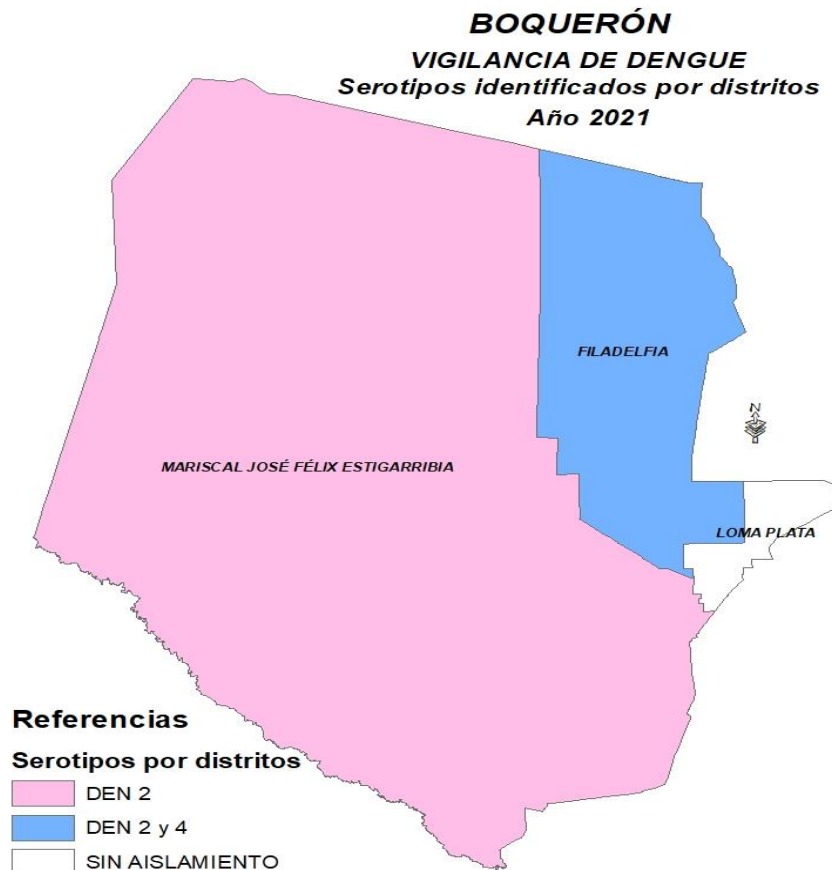 BOQUERÓN
VIGILANCIA DE DENGUE
Serotipos identificados por distritos
Año 2021
FILADELFIA
N
MARISCAL JOSÉ FÉLIX ESTIGARRIBIA
LOMA PLATA
Referencias
Serotipos por distritos
DEN 2
DEN 2 y 4
SIN AISLAMIENTO